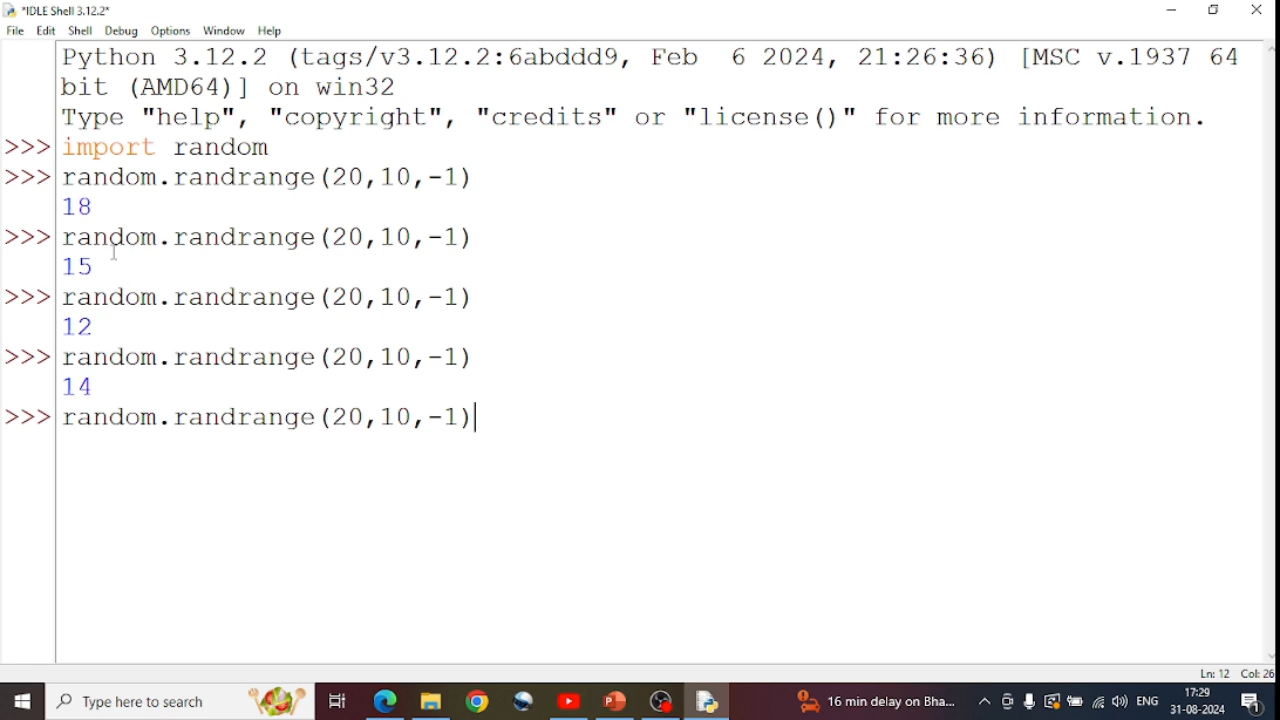 *IDLE Shell 3.12.2*
File Edit Shell Debug Options Window Help
Python 3.12.2 (tags/v3.12.2:6abddd9, Feb  6 2024, 21:26:36) [MSC v.1937 64
bit (AMD64)] on win32
Type "help", "copyright", "credits" or "license()" for more information.
>>> import random
>>> random.randrange(20,10,-1)
18
>>> random.randrange(20,10,-1)
15
>>> random.randrange(20,10,-1)
12
>>> random.randrange(20,10,-1)
14
>>> random.randrange(20,10,-1)
Ln: 12 Col: 26
Type here to search
16 min delay on Bha...
ENG
17:29
31-08-2024
1